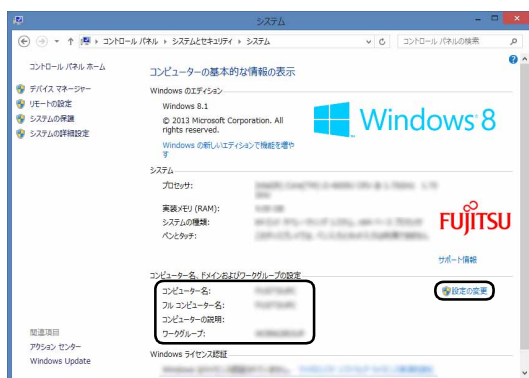 システム
コントロール パネル ▸ システムとセキュリティ ▸ システム
コントロール パネルの検索
コントロール パネル ホーム
デバイス マネージャー
リモートの設定
システムの保護
システムの詳細設定
コンピューターの基本的な情報の表示
Windows のエディション
Windows 8.1
© 2013 Microsoft Corporation. All
rights reserved.
Windows の新しいエディションで機能を増や
す
Windows 8
システム
プロセッサ:
実装メモリ (RAM):
システムの種類:
ペンとタッチ:
FUJITSU
サポート情報
コンピューター名、ドメインおよびワークグループの設定
コンピューター名:
フル コンピューター名:
コンピューターの説明:
ワークグループ:
設定の変更
Windows ライセンス認証
関連項目
アクション センター
Windows Update